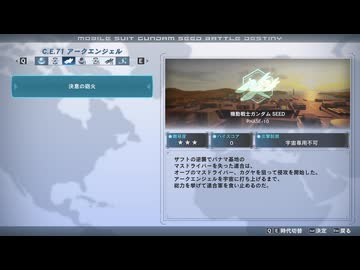 MOBILE SUIT GUNDAM SEED BATTLE DESTINY
C.E.71 アークエンジェル
Q
E
決意の砲火
機動戦士ガンダム SEED
PHASE-10
難易度
ハイスコア
出撃制限
★★★
0
宇宙専用不可
ザフトの逆襲でパナマ基地の
マスドライバーを失った連合は、
オーブのマスドライバー、カグヤを狙って侵攻を開始した。
アークエンジェルを宇宙に打ち上げるまで、
総力を挙げて連合軍を食い止めるのだ。
Q E 時代切替
決定
戻る